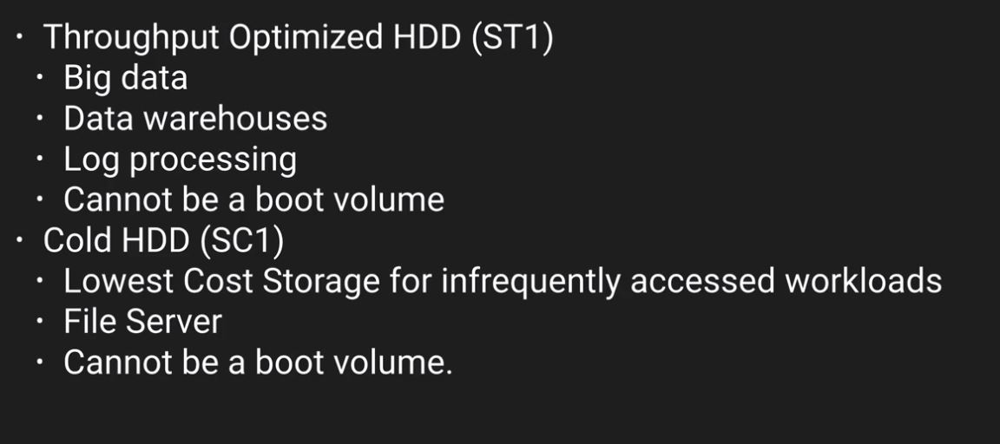 • Throughput Optimized HDD (ST1)
• Big data
• Data warehouses
• Log processing
• Cannot be a boot volume
• Cold HDD (SC1)
• Lowest Cost Storage for infrequently accessed workloads
• File Server
• Cannot be a boot volume.